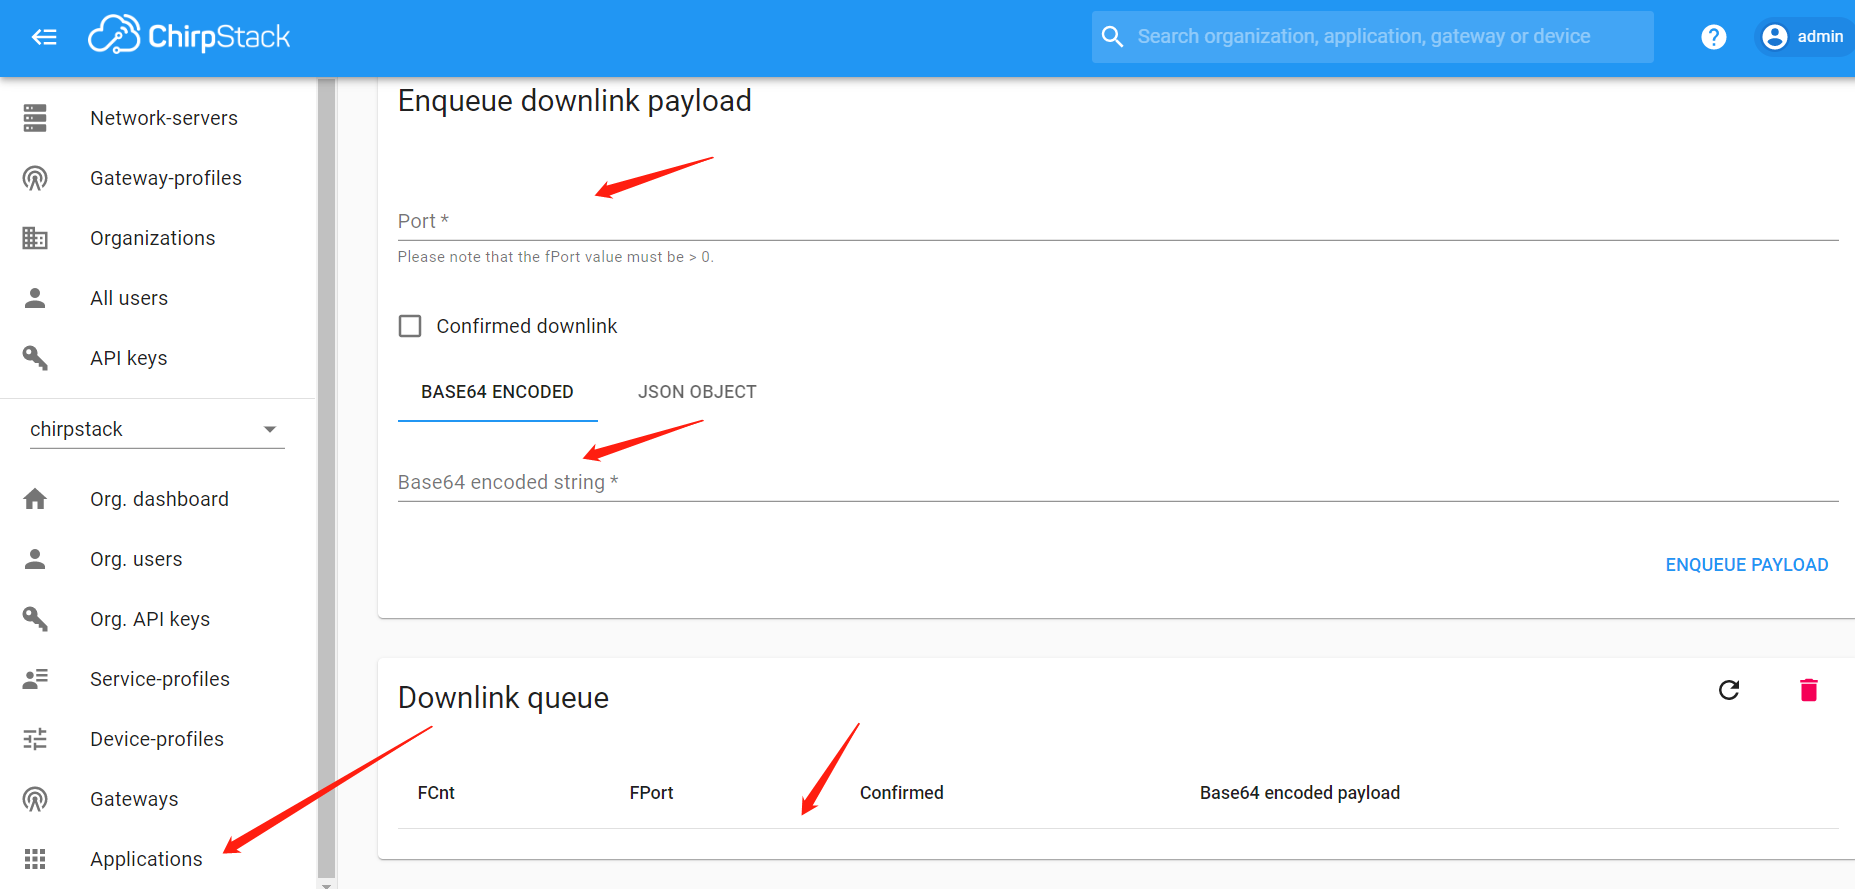 ChirpStack
Search organization, application, gateway or device
?
admin
Network-servers
Gateway-profiles
Organizations
All users
API keys
chirpstack
Org. dashboard
Org. users
Org. API keys
Service-profiles
Device-profiles
Gateways
Applications
Enqueue downlink payload
Port *
Please note that the fPort value must be > 0.
Confirmed downlink
BASE64 ENCODED JSON OBJECT
Base64 encoded string *
ENQUEUE PAYLOAD
Downlink queue
FCnt FPort Confirmed Base64 encoded payload